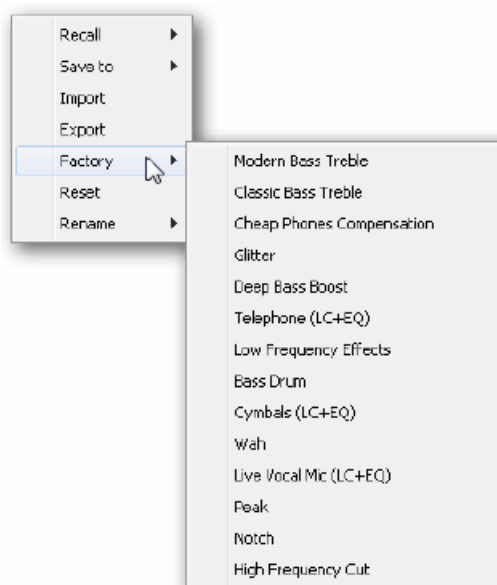 Recall
Save to
Import
Export
Factory
Reset
Rename
Modern Bass Treble
Classic Bass Treble
Cheap Phones Compensation
Glitter
Deep Bass Boost
Telephone (LC+EQ)
Low Frequency Effects
Bass Drum
Cymbals (LC+EQ)
Wah
Live Vocal Mic (LC+EQ)
Peak
Notch
High Frequency Cut